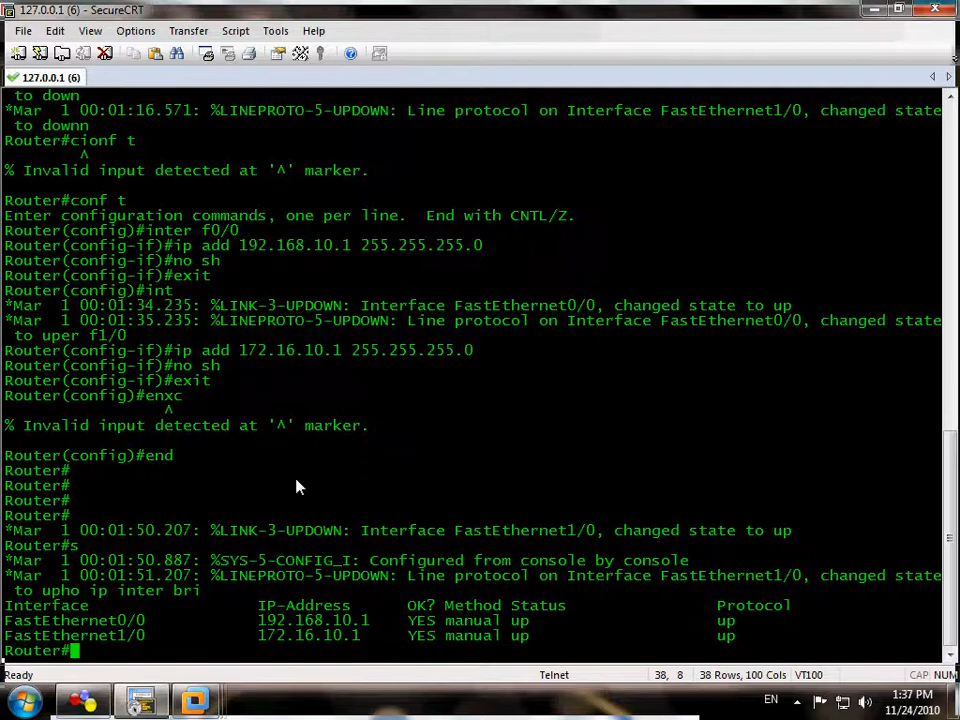 127.0.0.1 (6) - SecureCRT
File Edit View Options Transfer Script Tools Help
127.0.0.1 (6)
to down
*Mar  1 00:01:16.571: %LINEPROTO-5-UPDOWN: Line protocol on Interface FastEthernet1/0, changed state
to downn
Router#cionf t
^
% Invalid input detected at '^' marker.
Router#conf t
Enter configuration commands, one per line.  End with CNTL/Z.
Router(config)#inter f0/0
Router(config-if)#ip add 192.168.10.1 255.255.255.0
Router(config-if)#no sh
Router(config-if)#exit
Router(config)#int
*Mar  1 00:01:34.235: %LINK-3-UPDOWN: Interface FastEthernet0/0, changed state to up
*Mar  1 00:01:35.235: %LINEPROTO-5-UPDOWN: Line protocol on Interface FastEthernet0/0, changed state
to uper f1/0
Router(config-if)#ip add 172.16.10.1 255.255.255.0
Router(config-if)#no sh
Router(config-if)#exit
Router(config)#enxc
^
% Invalid input detected at '^' marker.
Router(config)#end
Router#
Router#
Router#
Router#
*Mar  1 00:01:50.207: %LINK-3-UPDOWN: Interface FastEthernet1/0, changed state to up
Router#s
*Mar  1 00:01:50.887: %SYS-5-CONFIG_I: Configured from console by console
*Mar  1 00:01:51.207: %LINEPROTO-5-UPDOWN: Line protocol on Interface FastEthernet1/0, changed state
to upho ip inter bri
Interface IP-Address OK? Method Status Protocol
FastEthernet0/0 192.168.10.1 YES manual up up
FastEthernet1/0 172.16.10.1 YES manual up up
Router#
Ready Telnet 38, 8 38 Rows, 100 Cols VT100 CAP NUM
EN 1:37 PM
11/24/2010